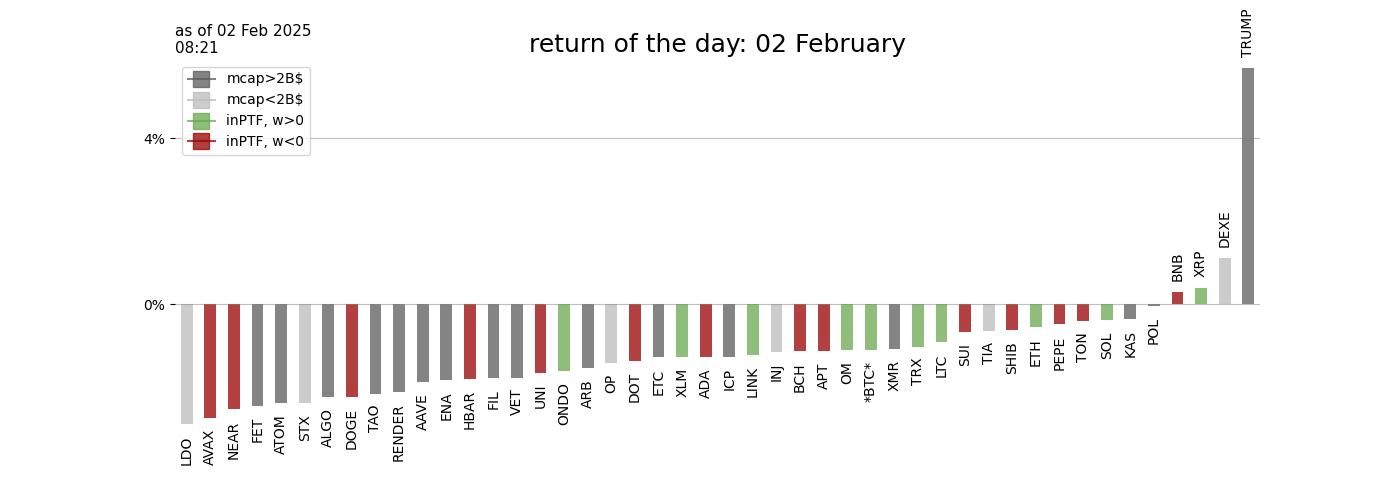 as of 02 Feb 2025
08:21
return of the day: 02 February
mcap>2B$
mcap<2B$
inPTF, w>0
inPTF, w<0
4%
0%
LDO
AVAX
NEAR
FET
ATOM
STX
ALGO
DOGE
TAO
RENDER
AAVE
ENA
HBAR
FIL
VET
UNI
ONDO
ARB
OP
DOT
ETC
XLM
ADA
ICP
LINK
INJ
BCH
APT
OM
*BTC*
XMR
TRX
LTC
SUI
TIA
SHIB
ETH
PEPE
TON
SOL
KAS
POL
BNB
XRP
DEXE
TRUMP